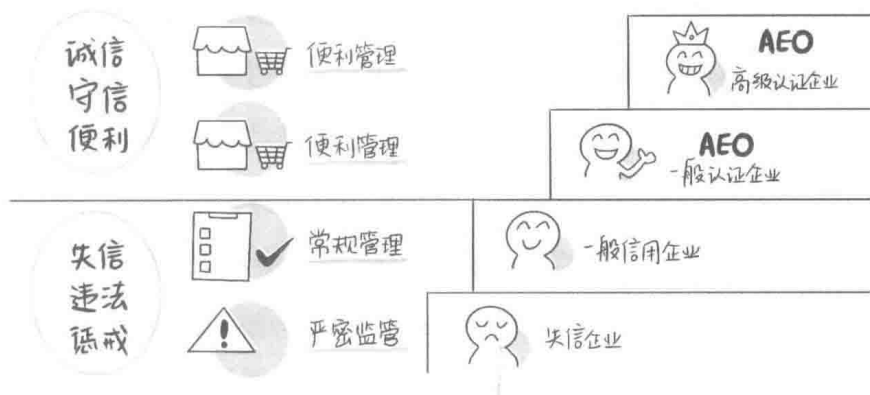 诚信
守信
便利
便利管理
便利管理
AEO
高级认证企业
AEO
一般认证企业
失信
违法
惩戒
常规管理
严密监管
一般信用企业
失信企业